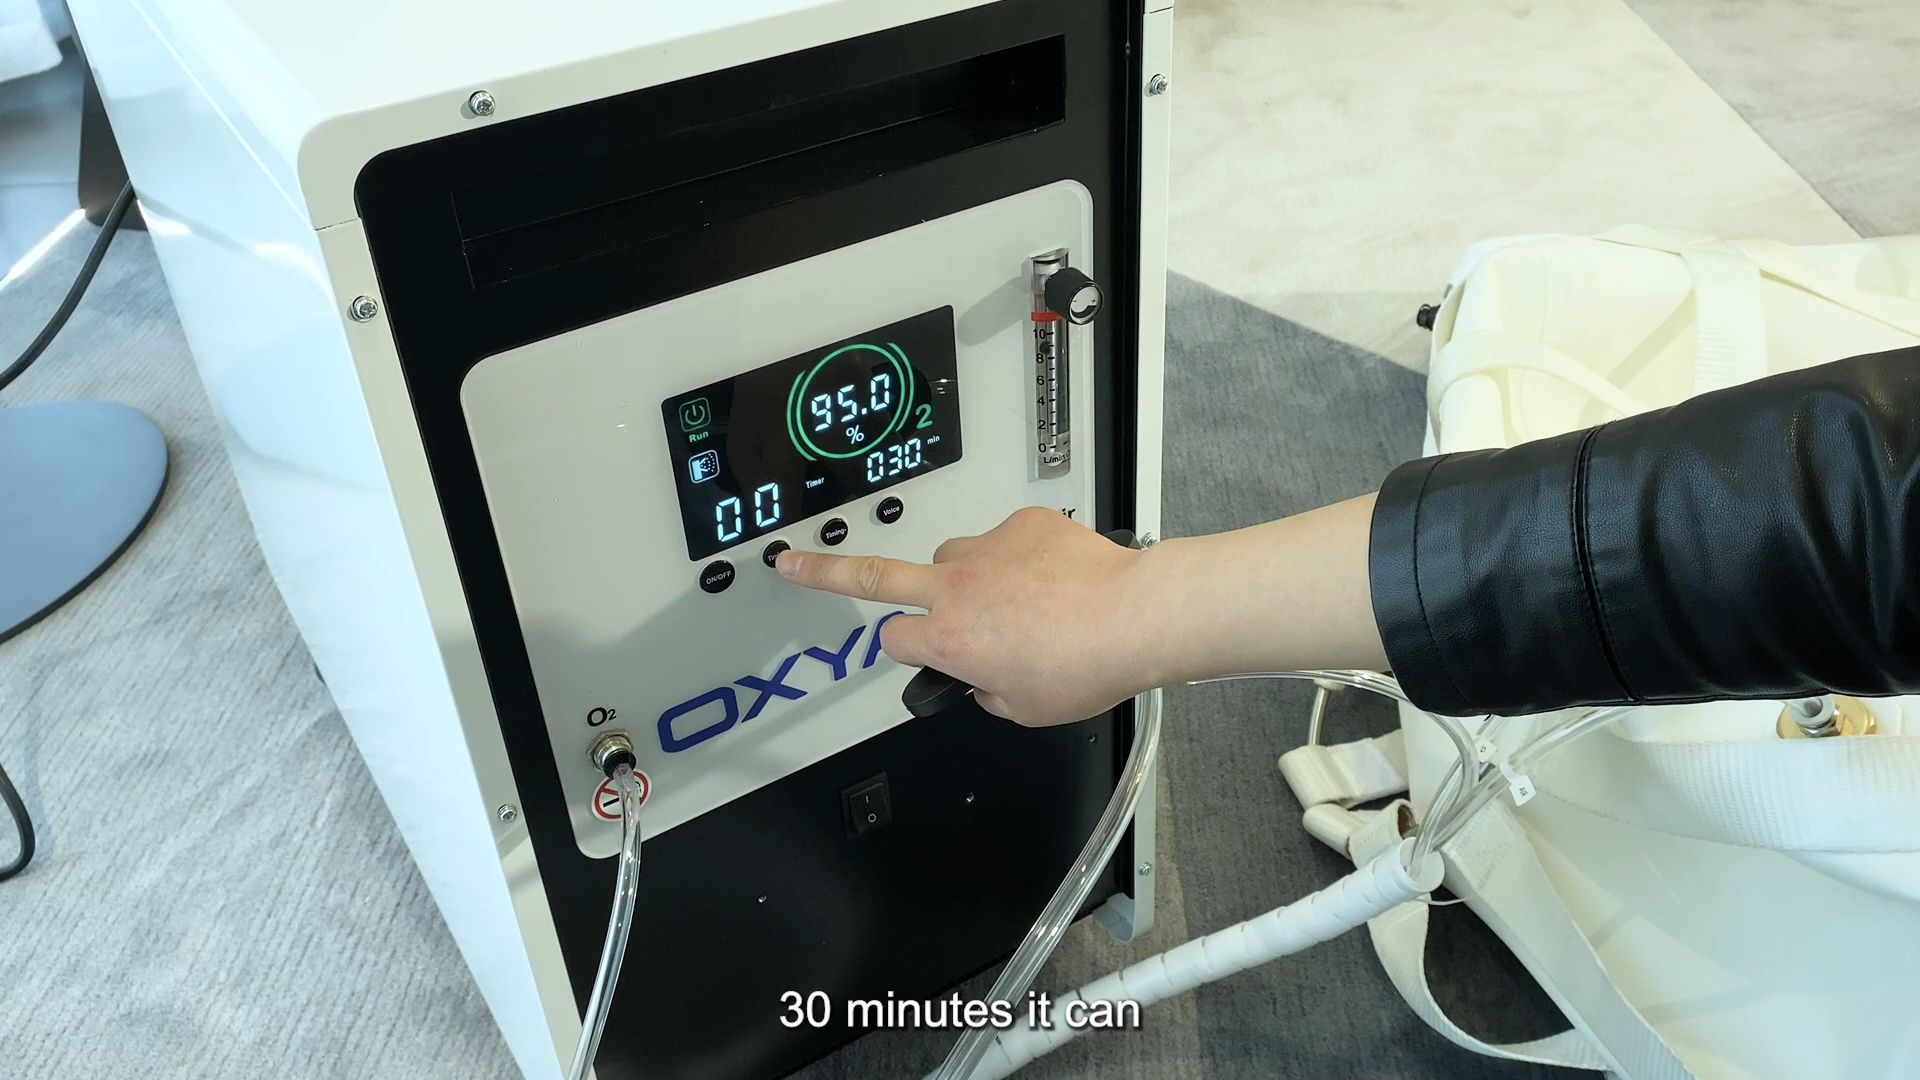 95.0
%
2
Run
030 min
Timer
00
ON/OFF
Timing-
Voice
10
8
6
4
2
0
L/min
OXYA
O2
30 minutes it can